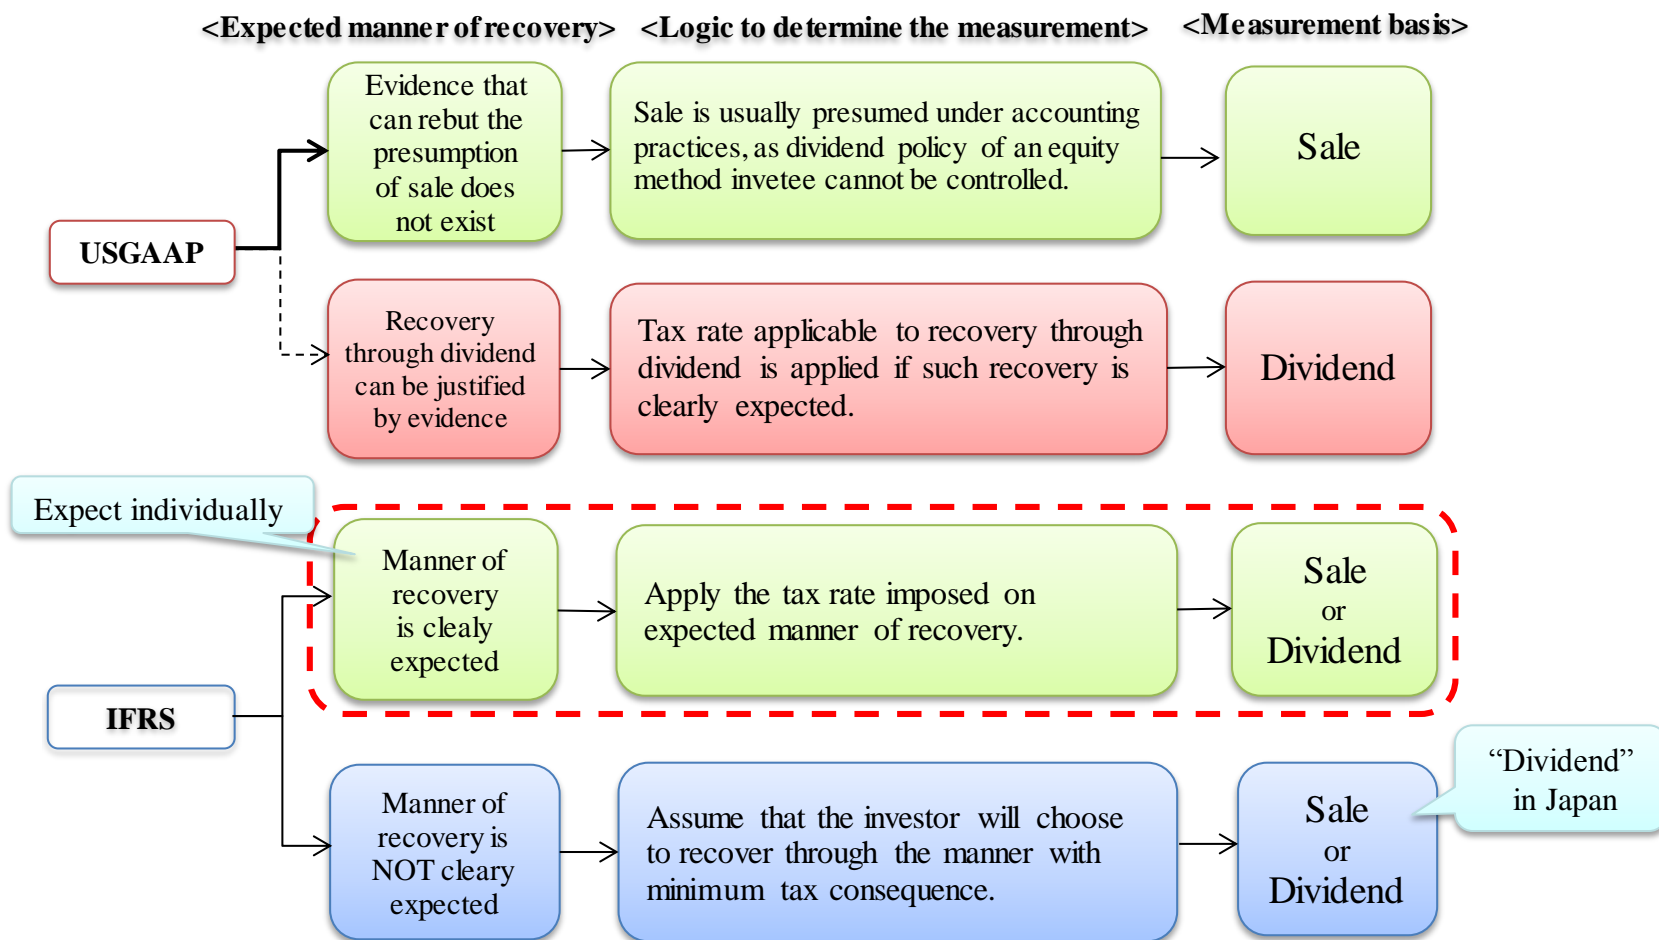 <Expected manner of recovery>
<Logic to determine the measurement>
<Measurement basis>
USGAAP
Evidence that
can rebut the
presumption
of sale does
not exist
Sale is usually presumed under accounting
practices, as dividend policy of an equity
method invetee cannot be controlled.
Sale
Recovery
through dividend
can be justified
by evidence
Tax rate applicable to recovery through
dividend is applied if such recovery is
clearly expected.
Dividend
Expect individually
IFRS
Manner of
recovery
is clealy
expected
Apply the tax rate imposed on
expected manner of recovery.
Sale
or
Dividend
Manner of
recovery is
NOT cleary
expected
Assume that the investor will choose
to recover through the manner with
minimum tax consequence.
Sale
or
Dividend
“Dividend”
in Japan